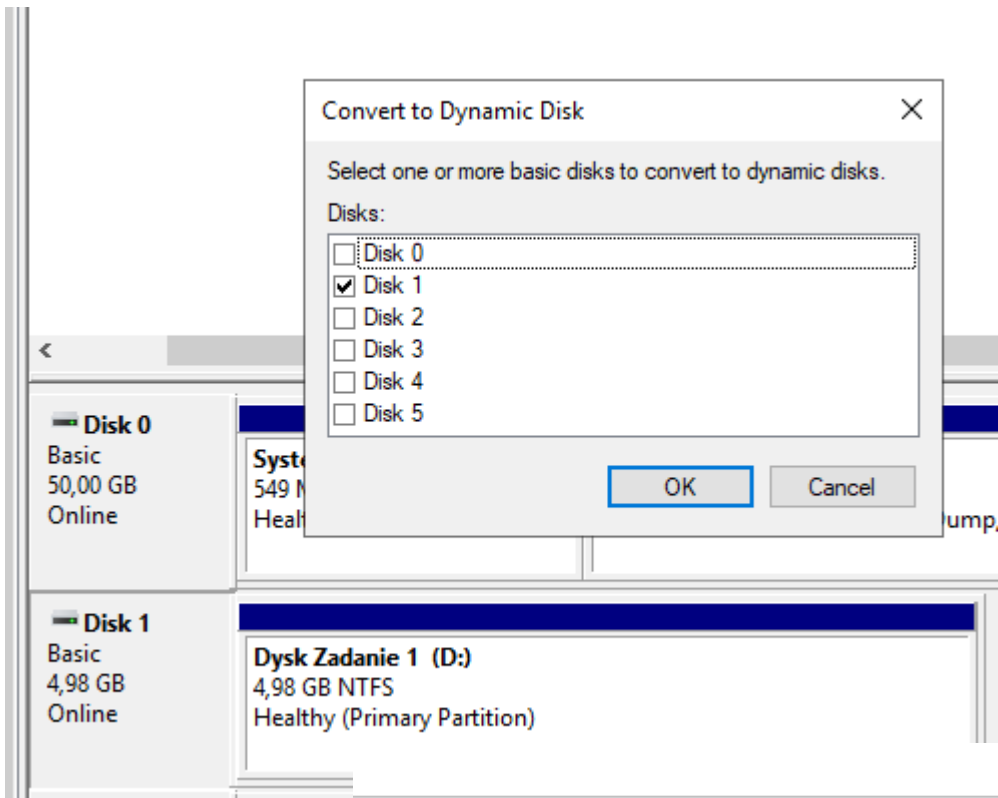 Convert to Dynamic Disk
Select one or more basic disks to convert to dynamic disks.
Disks:
Disk 0
Disk 1
Disk 2
Disk 3
Disk 4
Disk 5
OK Cancel
Disk 0
Basic
50,00 GB
Online
549
Disk 1
Basic
4,98 GB
Online
Dysk Zadanie 1 (D:)
4,98 GB NTFS
Healthy (Primary Partition)